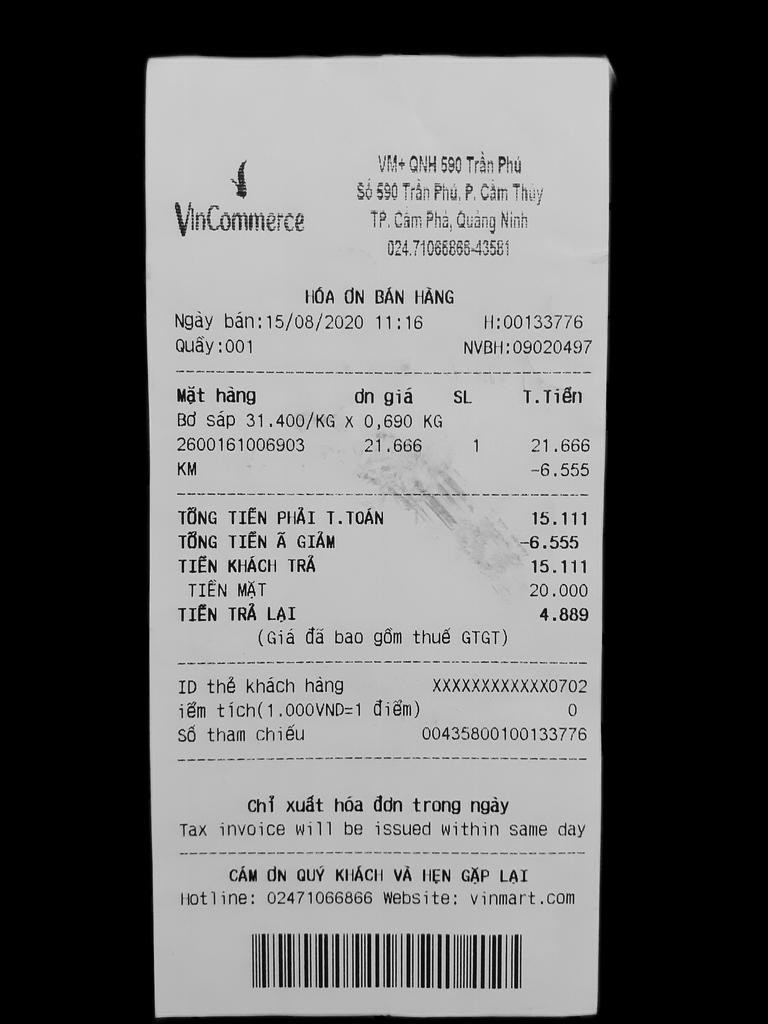 VinCommerce
VM+ QNH 590 Trần Phú
Số 590 Trần Phú, P. Cẩm Thủy
TP. Cẩm Phả, Quảng Ninh
024.71066866-43581
HÓA ƠN BÁN HÀNG
Ngày bán:15/08/2020 11:16 H:00133776
Quầy:001 NVBH:09020497
Mặt hàng ơn giá SL T.Tiền
Bơ sáp 31.400/KG X 0,690 KG
2600161006903 21.666 1 21.666
KM -6.555
TỔNG TIỀN PHẢI T.TOÁN 15.111
TỔNG TIỀN Ã GIẢM -6.555
TIỀN KHÁCH TRẢ 15.111
TIỀN MẶT 20.000
TIỀN TRẢ LẠI 4.889
(Giá đã bao gồm thuế GTGT)
ID thẻ khách hàng XXXXXXXXXXXX0702
iểm tích(1.000VND=1 điểm) 0
Số tham chiếu 00435800100133776
Chỉ xuất hóa đơn trong ngày
Tax invoice will be issued within same day
CÁM ƠN QUÝ KHÁCH VÀ HẸN GẶP LẠI
Hotline: 02471066866 Website: vinmart.com